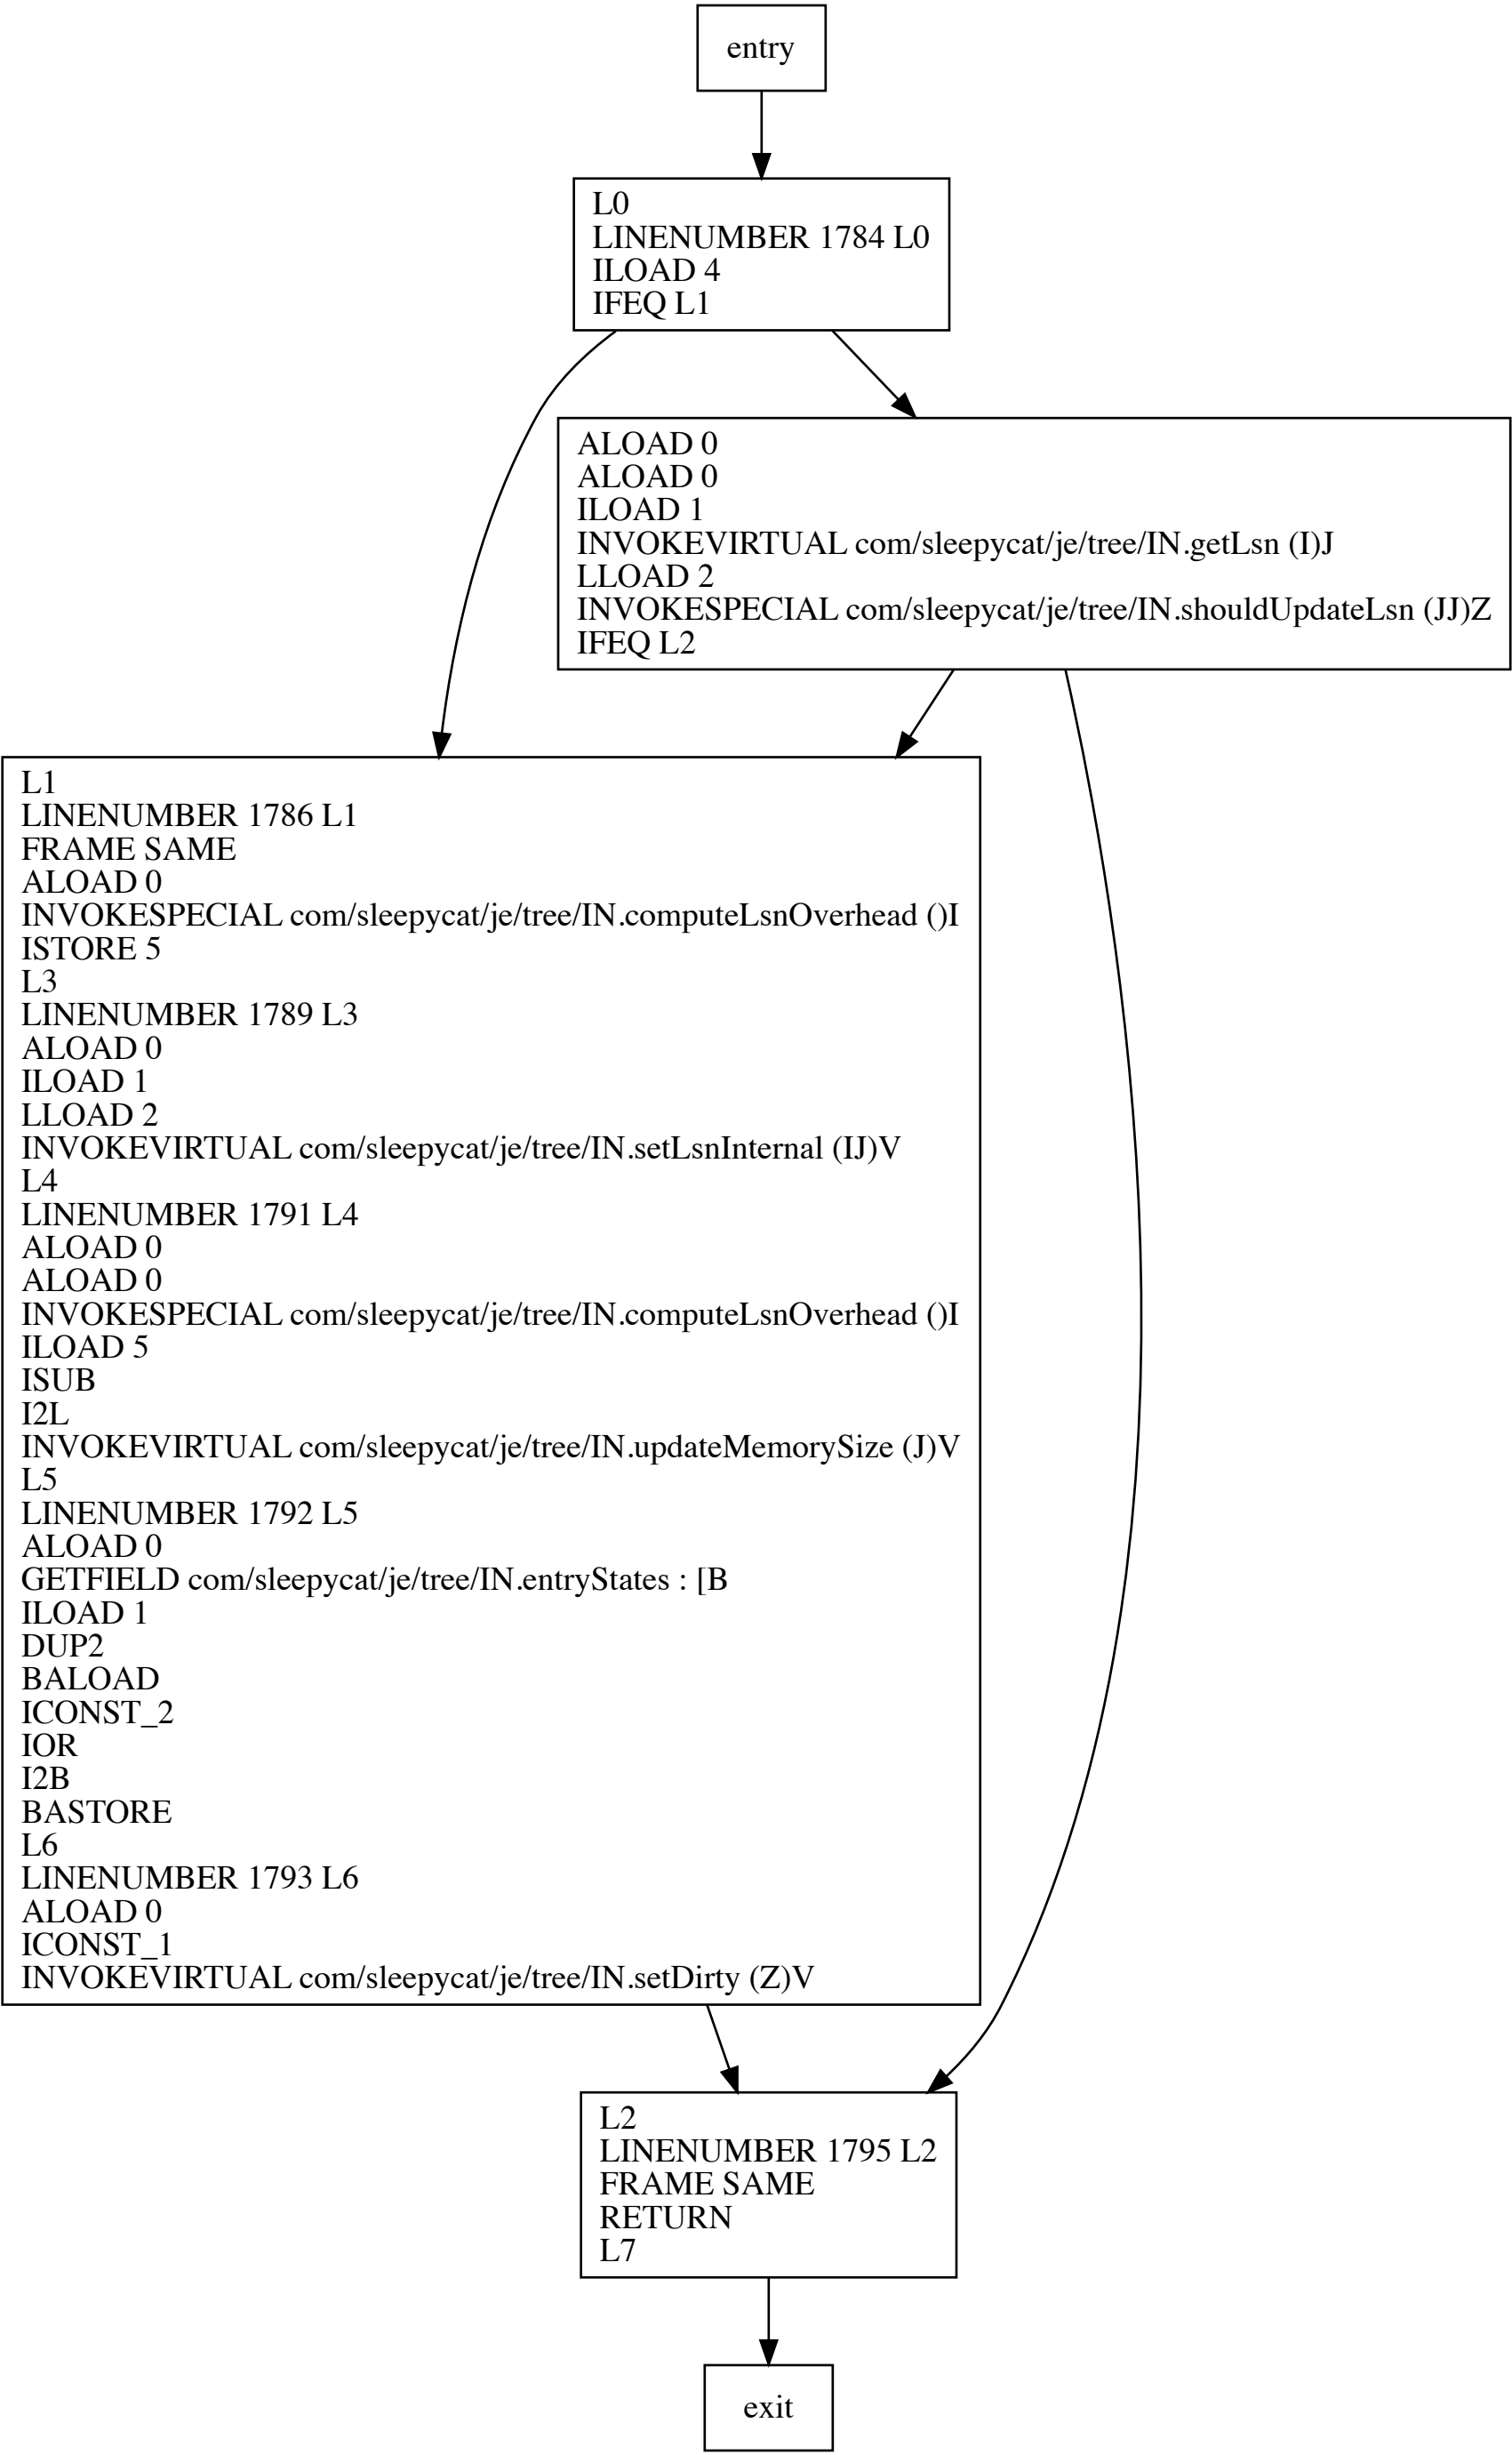 entry
L0
LINENUMBER 1784 L0
ILOAD 4
IFEQ L1
ALOAD 0
ALOAD 0
ILOAD 1
INVOKEVIRTUAL com/sleepycat/je/tree/IN.getLsn (I)J
LLOAD 2
INVOKESPECIAL com/sleepycat/je/tree/IN.shouldUpdateLsn (JJ)Z
IFEQ L2
L1
LINENUMBER 1786 L1
FRAME SAME
ALOAD 0
INVOKESPECIAL com/sleepycat/je/tree/IN.computeLsnOverhead ()I
ISTORE 5
L3
LINENUMBER 1789 L3
ALOAD 0
ILOAD 1
LLOAD 2
INVOKEVIRTUAL com/sleepycat/je/tree/IN.setLsnInternal (IJ)V
L4
LINENUMBER 1791 L4
ALOAD 0
ALOAD 0
INVOKESPECIAL com/sleepycat/je/tree/IN.computeLsnOverhead ()I
ILOAD 5
ISUB
I2L
INVOKEVIRTUAL com/sleepycat/je/tree/IN.updateMemorySize (J)V
L5
LINENUMBER 1792 L5
ALOAD 0
GETFIELD com/sleepycat/je/tree/IN.entryStates : [B
ILOAD 1
DUP2
BALOAD
ICONST_2
IOR
I2B
BASTORE
L6
LINENUMBER 1793 L6
ALOAD 0
ICONST_1
INVOKEVIRTUAL com/sleepycat/je/tree/IN.setDirty (Z)V
L2
LINENUMBER 1795 L2
FRAME SAME
RETURN
L7
exit